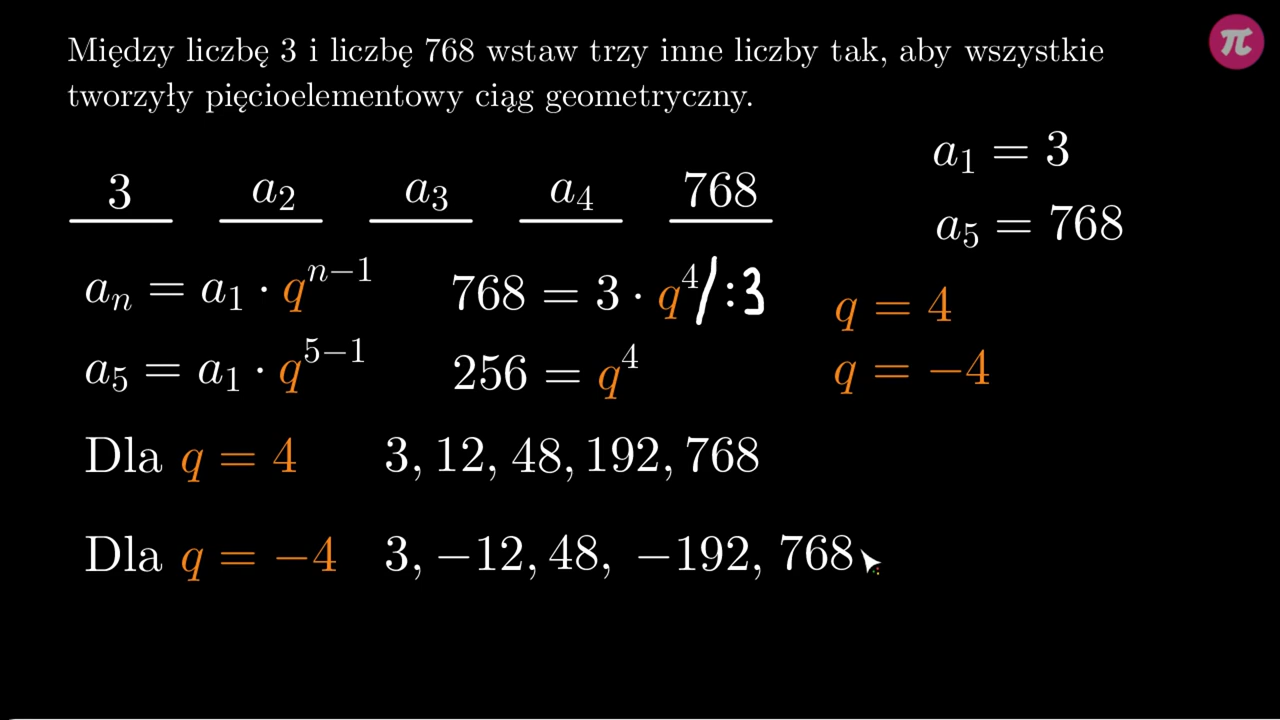 Między liczbę 3 i liczbę 768 wstaw trzy inne liczby tak, aby wszystkie
tworzyły pięcioelementowy ciąg geometryczny.
π
a₁ = 3
3 a₂ a₃ a₄ 768
a₅ = 768
aₙ = a₁ · qⁿ⁻¹ 768 = 3 · q⁴/:3 q = 4
a₅ = a₁ · q⁵⁻¹ 256 = q⁴ q = −4
Dla q = 4 3, 12, 48, 192, 768
Dla q = −4 3, −12, 48, −192, 768